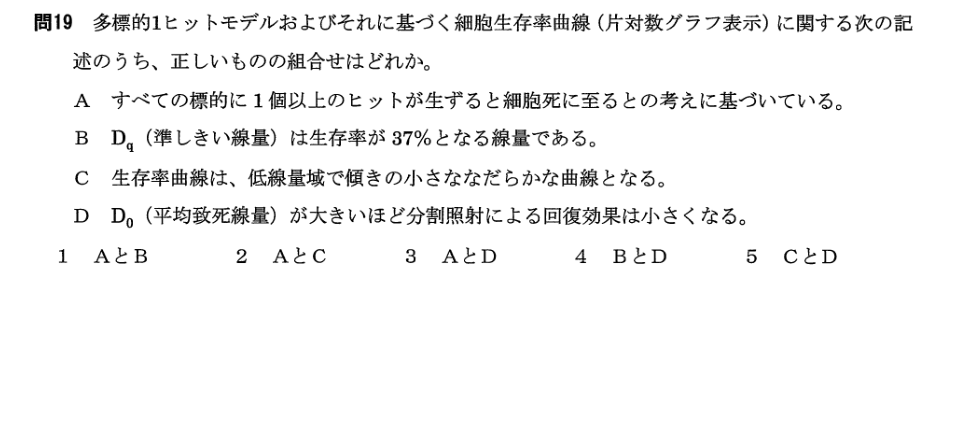 問19 多標的1ヒットモデルおよびそれに基づく細胞生存率曲線（片対数グラフ表示）に関する次の記
述のうち、正しいものの組合せはどれか。
A すべての標的に 1 個以上のヒットが生ずると細胞死に至るとの考えに基づいている。
B Dq（準しきい線量）は生存率が 37%となる線量である。
C 生存率曲線は、低線量域で傾きの小さななだらかな曲線となる。
D D0（平均致死線量）が大きいほど分割照射による回復効果は小さくなる。
1 AとB 2 AとC 3 AとD 4 BとD 5 CとD